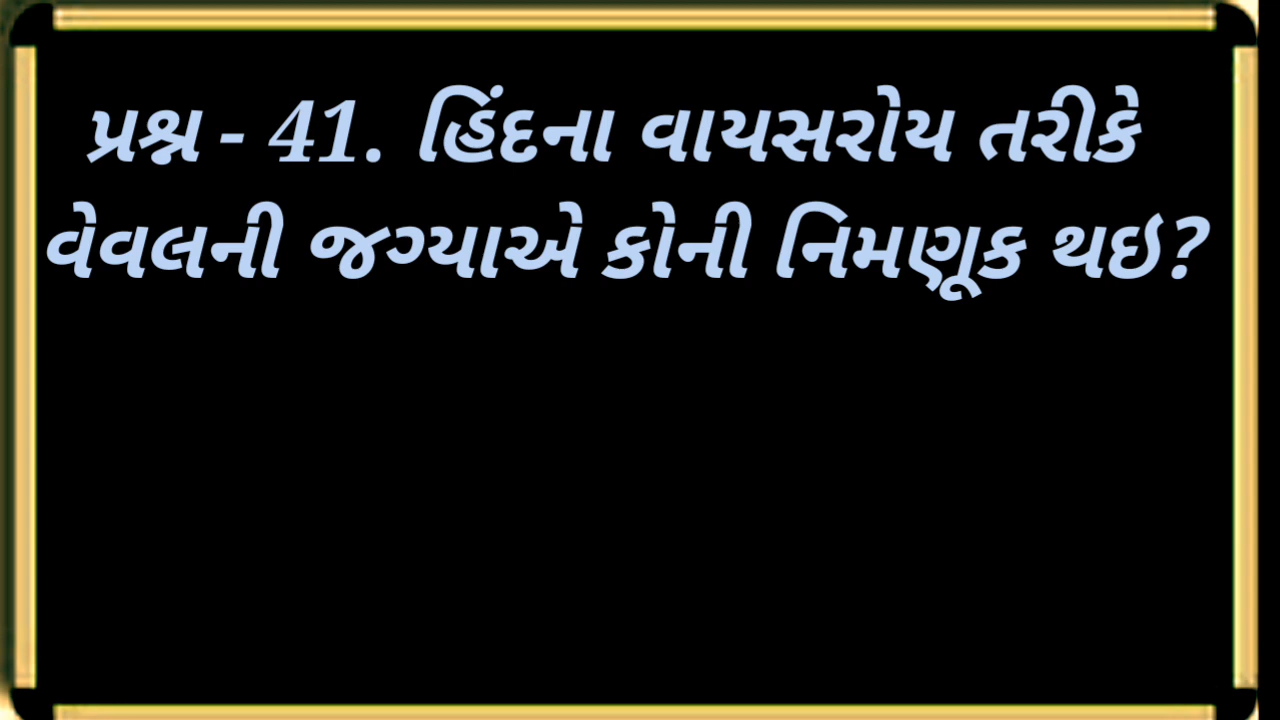 પ્રશ્ન - 41. હિંદના વાયસરોય તરીકે
વેવલની જગ્યાએ કોની નિમણૂક થઇ?